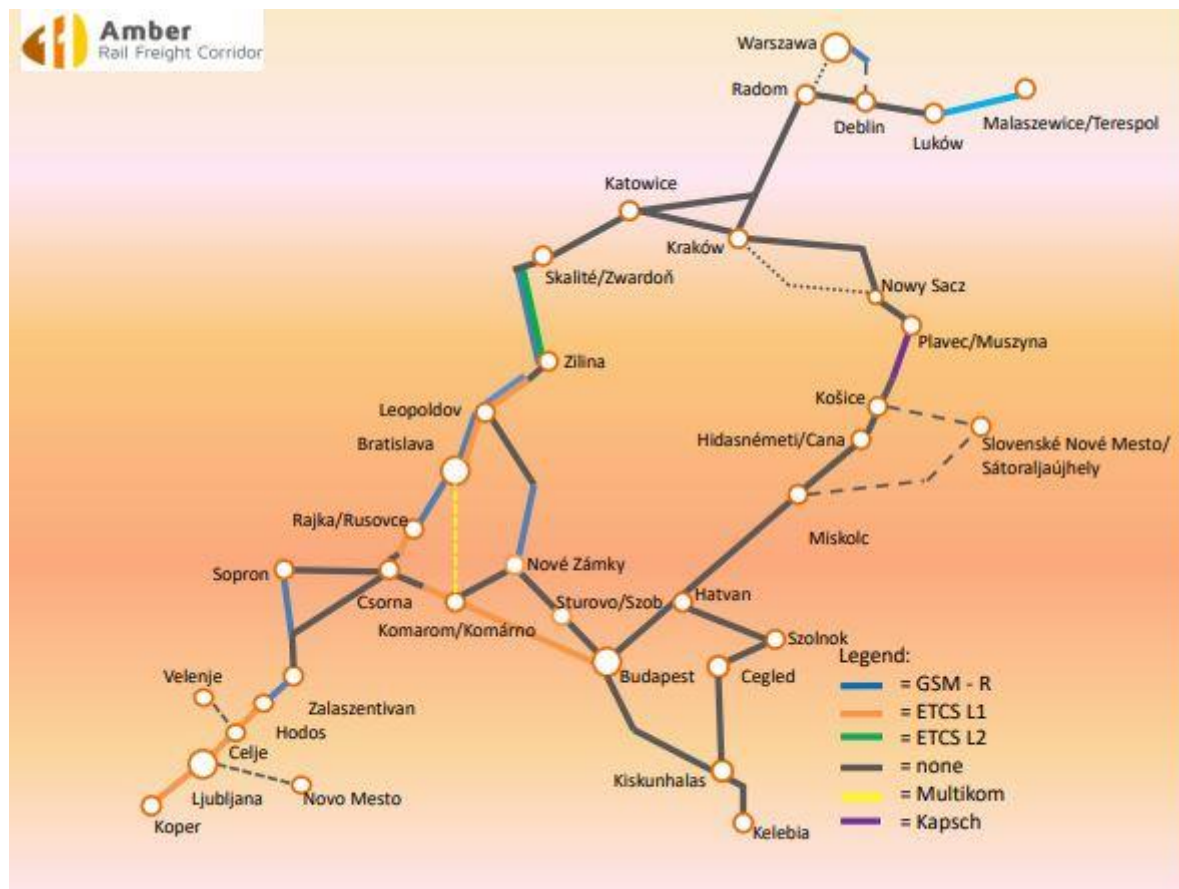 Amber
Rail Freight Corridor
Warszawa
Radom
Deblin
Luków
Malaszewice/Terespol
Katowice
Kraków
Skalité/Zwardoň
Nowy Sacz
Plavec/Muszyna
Zilina
Leopoldov
Košice
Bratislava
Hidasnémeti/Cana
Slovenské Nové Mesto/
Sátoraljaújhely
Rajka/Rusovce
Miskolc
Sopron
Nové Zámky
Csorna
Sturovo/Szob
Hatvan
Komarom/Komárno
Szolnok
Budapest
Cegled
Velenje
Zalaszentivan
Hodos
Celje
Kiskunhalas
Ljubljana
Novo Mesto
Koper
Kelebia
Legend:
= GSM - R
= ETCS L1
= ETCS L2
= none
= Multikom
= Kapsch